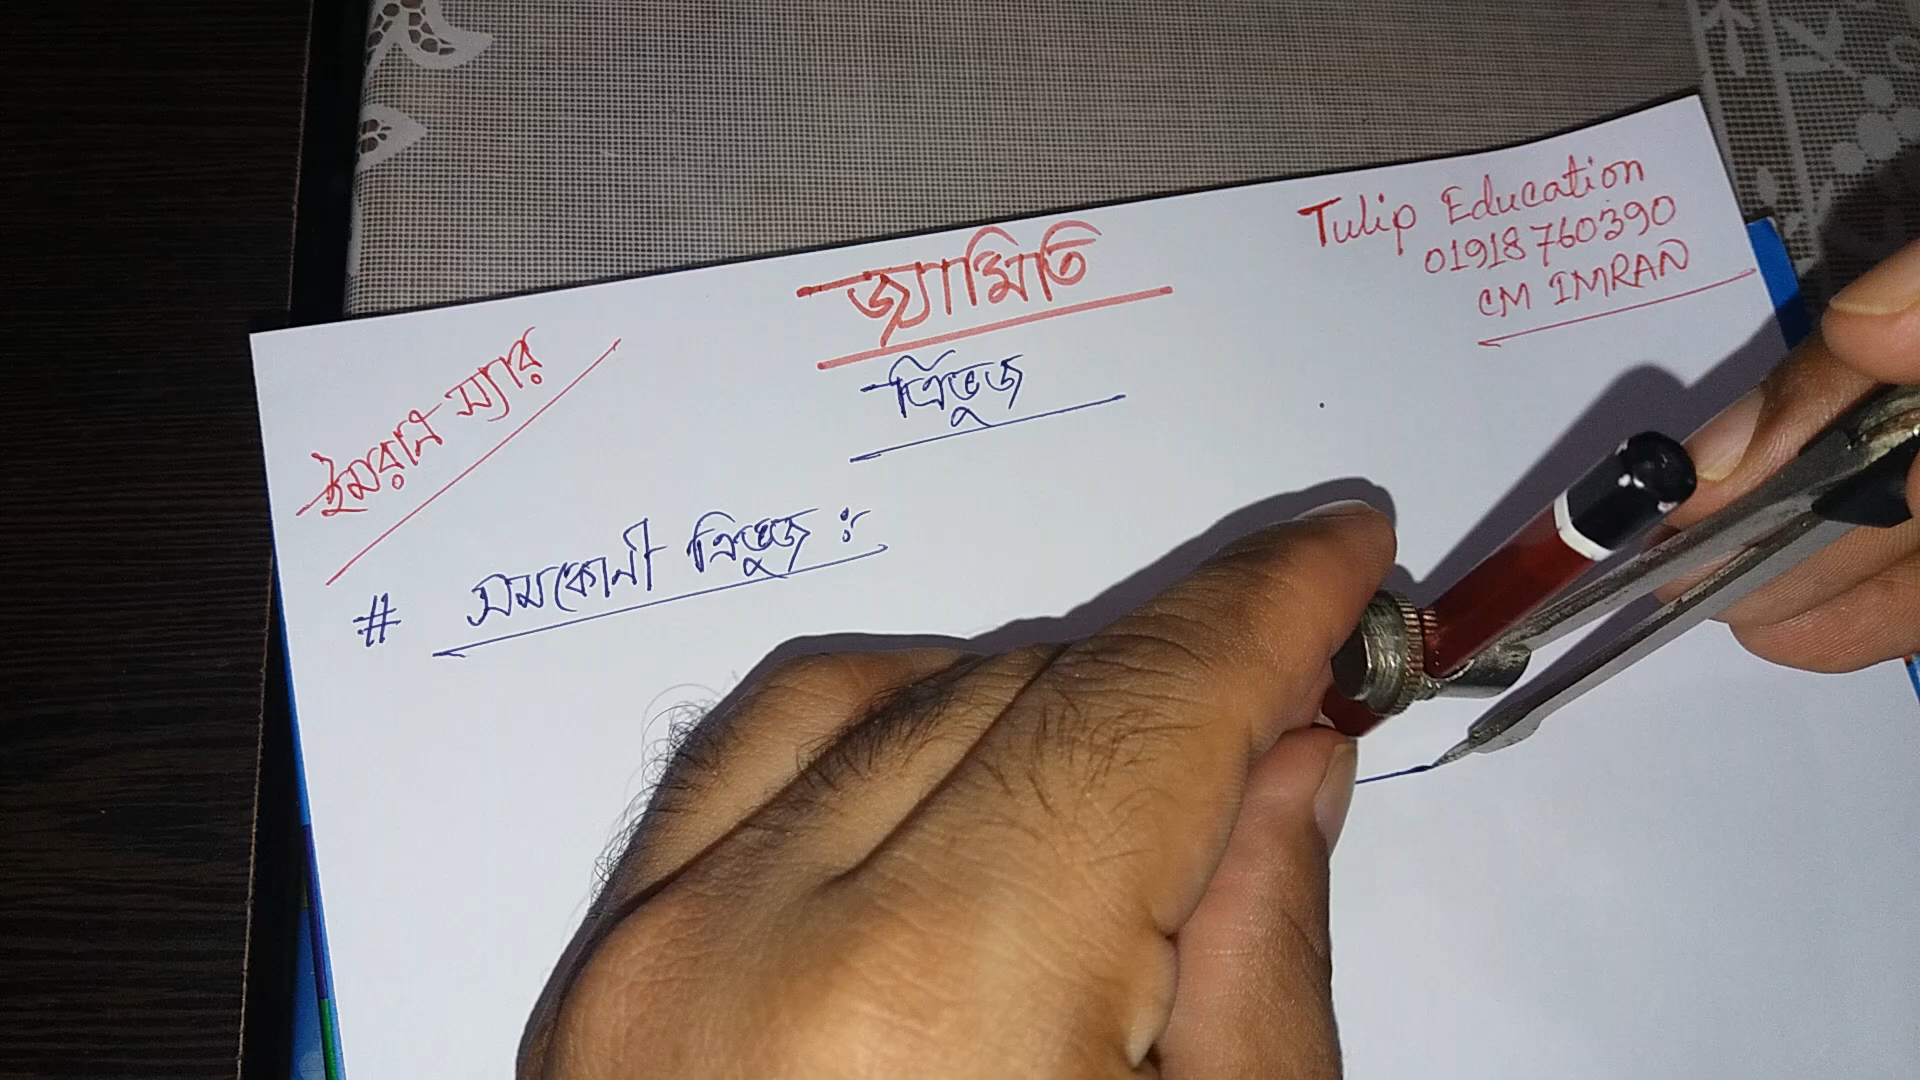 জ্যামিতি
Tulip Education
01918760390
CM IMRAN
ইমরান স্যার
ত্রিভুজ
# সমকোনী ত্রিভুজ :